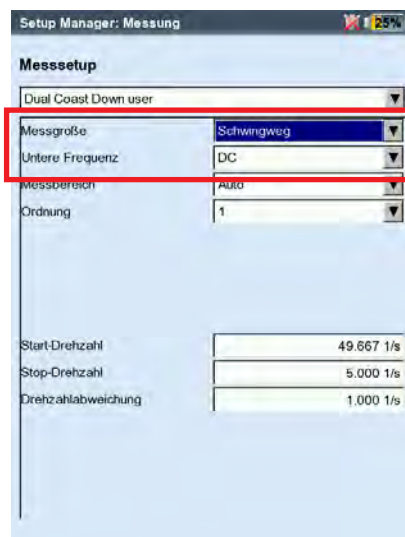 Setup Manager: Messung 25%
Messsetup
Dual Coast Down user
Messgroße Schwingweg
Untere Frequenz DC
Messbereich Auto
Ordnung 1
Start-Drehzahl 49.667 1/s
Stop-Drehzahl 5.000 1/s
Drehzahlabweichung 1.000 1/s